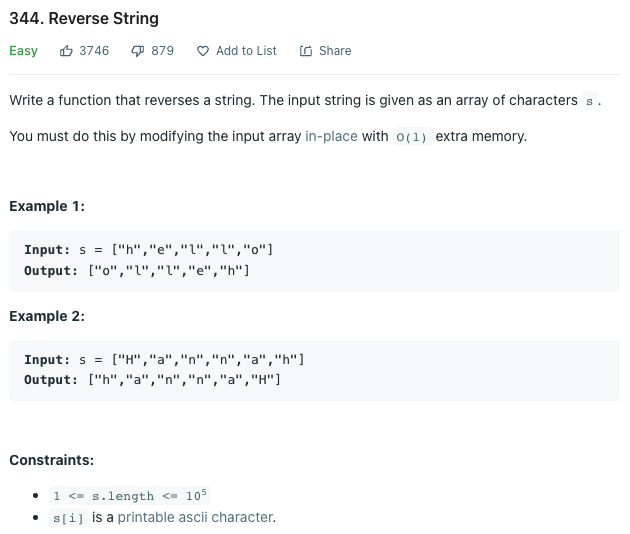 344. Reverse String
Easy 3746 879 Add to List Share
Write a function that reverses a string. The input string is given as an array of characters s .
You must do this by modifying the input array in-place with O(1) extra memory.
Example 1:
Input: s = ["h","e","l","l","o"]
Output: ["o","l","l","e","h"]
Example 2:
Input: s = ["H","a","n","n","a","h"]
Output: ["h","a","n","n","a","H"]
Constraints:
• 1 <= s.length <= 10⁵
• s[i] is a printable ascii character.